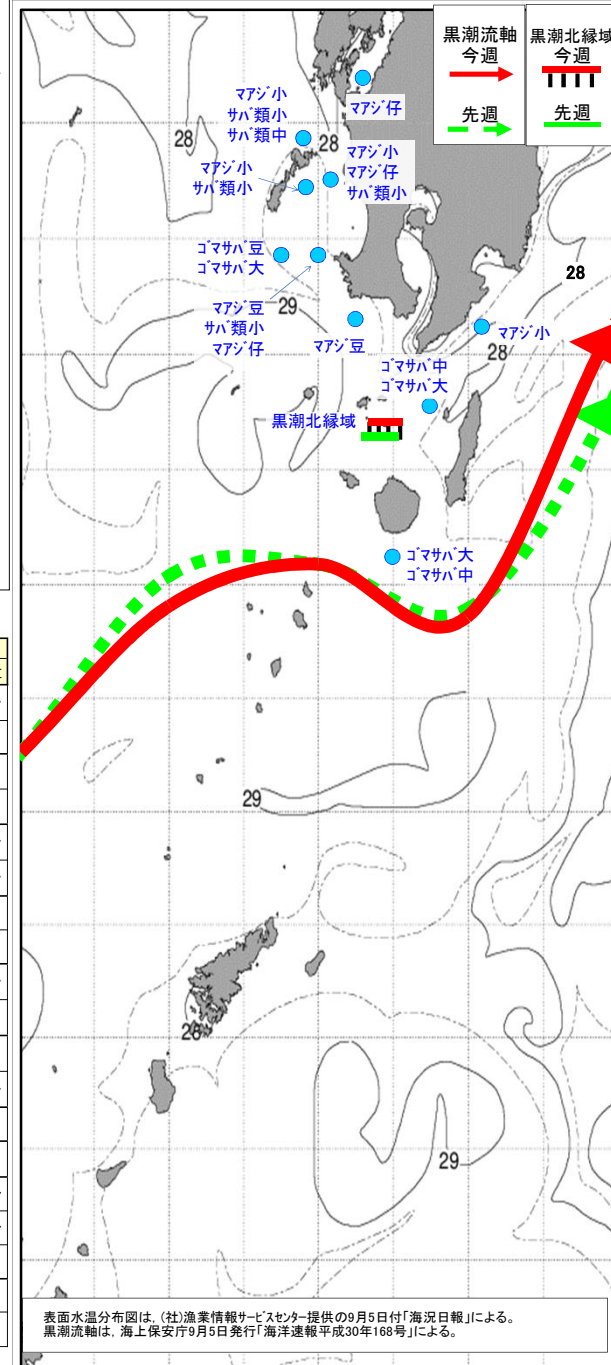 黒潮流軸
今週
先週
黒潮北縁域
今週
先週
マアジ仔
マアジ小
サバ類小
サバ類中
28
28
マアジ小
マアジ仔
サバ類小
マアジ小
サバ類小
ゴマサバ豆
ゴマサバ大
28
29
マアジ豆
サバ類小
マアジ仔
マアジ豆
マアジ小
28
ゴマサバ中
ゴマサバ大
黒潮北縁域
ゴマサバ大
ゴマサバ中
29
28
29
表面水温分布図は，(社)漁業情報サービスセンター提供の9月5日付「海況日報」による。
黒潮流軸は，海上保安庁9月5日発行「海洋速報平成30年168号」による。